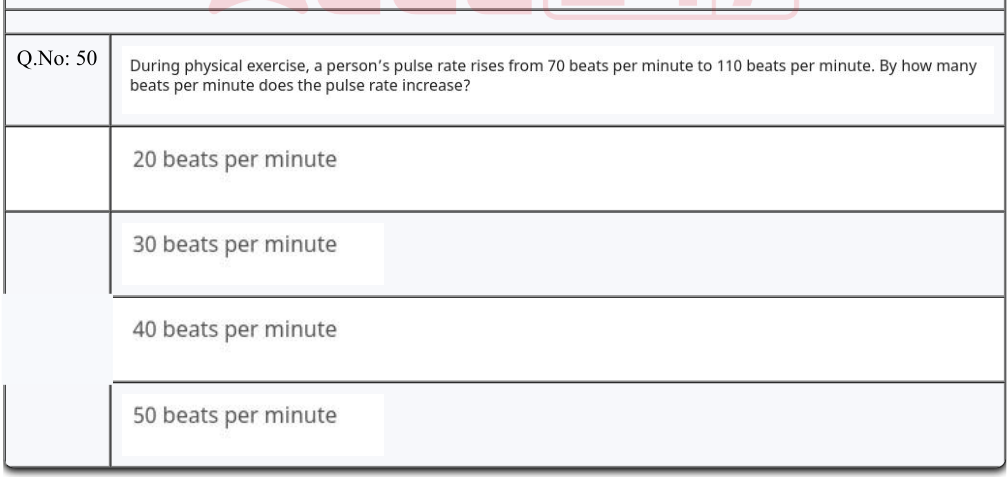 Q.No: 50
During physical exercise, a person's pulse rate rises from 70 beats per minute to 110 beats per minute. By how many
beats per minute does the pulse rate increase?
20 beats per minute
30 beats per minute
40 beats per minute
50 beats per minute